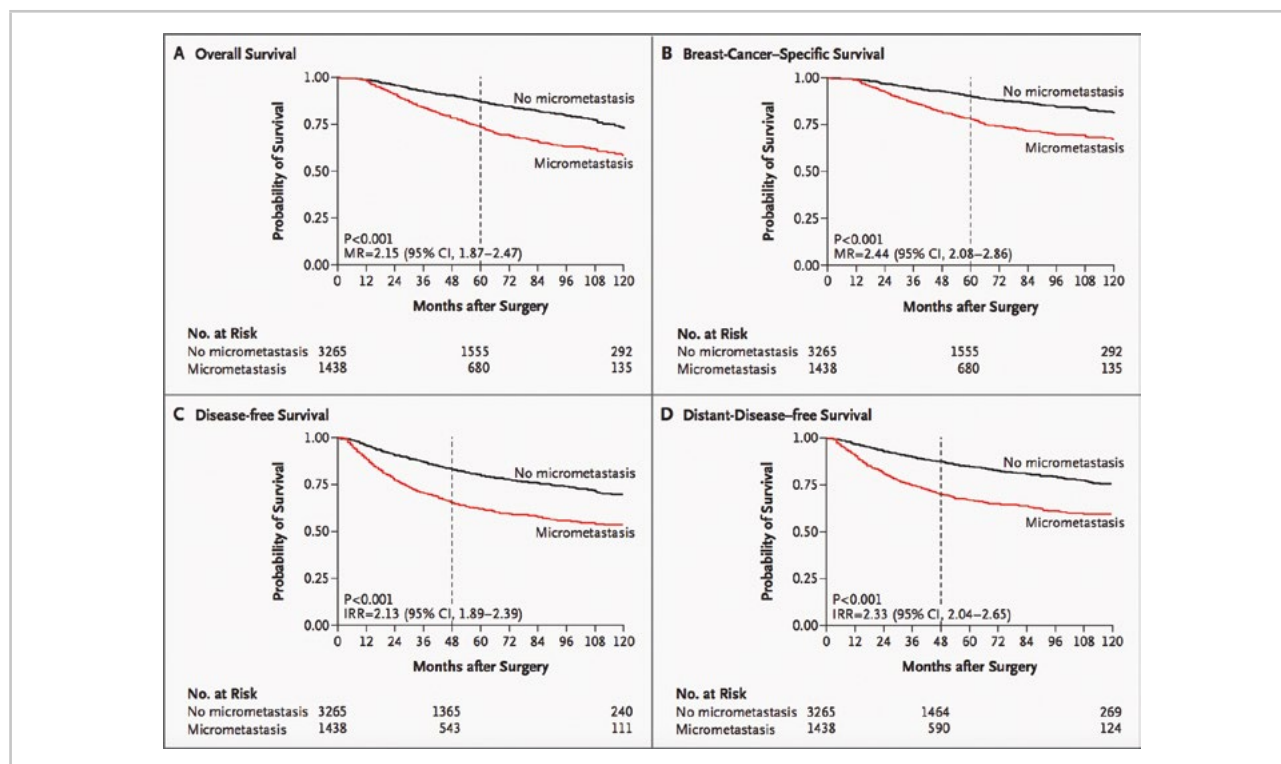 A Overall Survival
1.00
0.75
0.50
0.25
0.00
Probability of Survival
No micrometastasis
Micrometastasis
P<0.001
MR=2.15 (95% CI, 1.87–2.47)
0 12 24 36 48 60 72 84 96 108 120
Months after Surgery
No. at Risk
No micrometastasis 3265 1555 292
Micrometastasis 1438 680 135
B Breast-Cancer–Specific Survival
1.00
0.75
0.50
0.25
0.00
Probability of Survival
No micrometastasis
Micrometastasis
P<0.001
MR=2.44 (95% CI, 2.08–2.86)
0 12 24 36 48 60 72 84 96 108 120
Months after Surgery
No. at Risk
No micrometastasis 3265 1555 292
Micrometastasis 1438 680 135
C Disease-free Survival
1.00
0.75
0.50
0.25
0.00
Probability of Survival
No micrometastasis
Micrometastasis
P<0.001
IRR=2.13 (95% CI, 1.89–2.39)
0 12 24 36 48 60 72 84 96 108 120
Months after Surgery
No. at Risk
No micrometastasis 3265 1365 240
Micrometastasis 1438 543 111
D Distant-Disease–free Survival
1.00
0.75
0.50
0.25
0.00
Probability of Survival
No micrometastasis
Micrometastasis
P<0.001
IRR=2.33 (95% CI, 2.04–2.65)
0 12 24 36 48 60 72 84 96 108 120
Months after Surgery
No. at Risk
No micrometastasis 3265 1464 269
Micrometastasis 1438 590 124